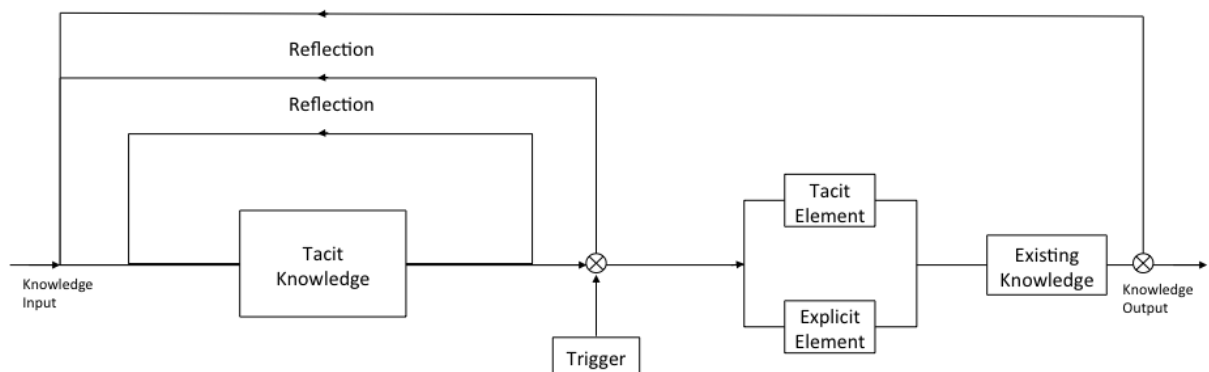 Reflection
Reflection
Tacit
Knowledge
Knowledge
Input
Trigger
Tacit
Element
Explicit
Element
Existing
Knowledge
Knowledge
Output